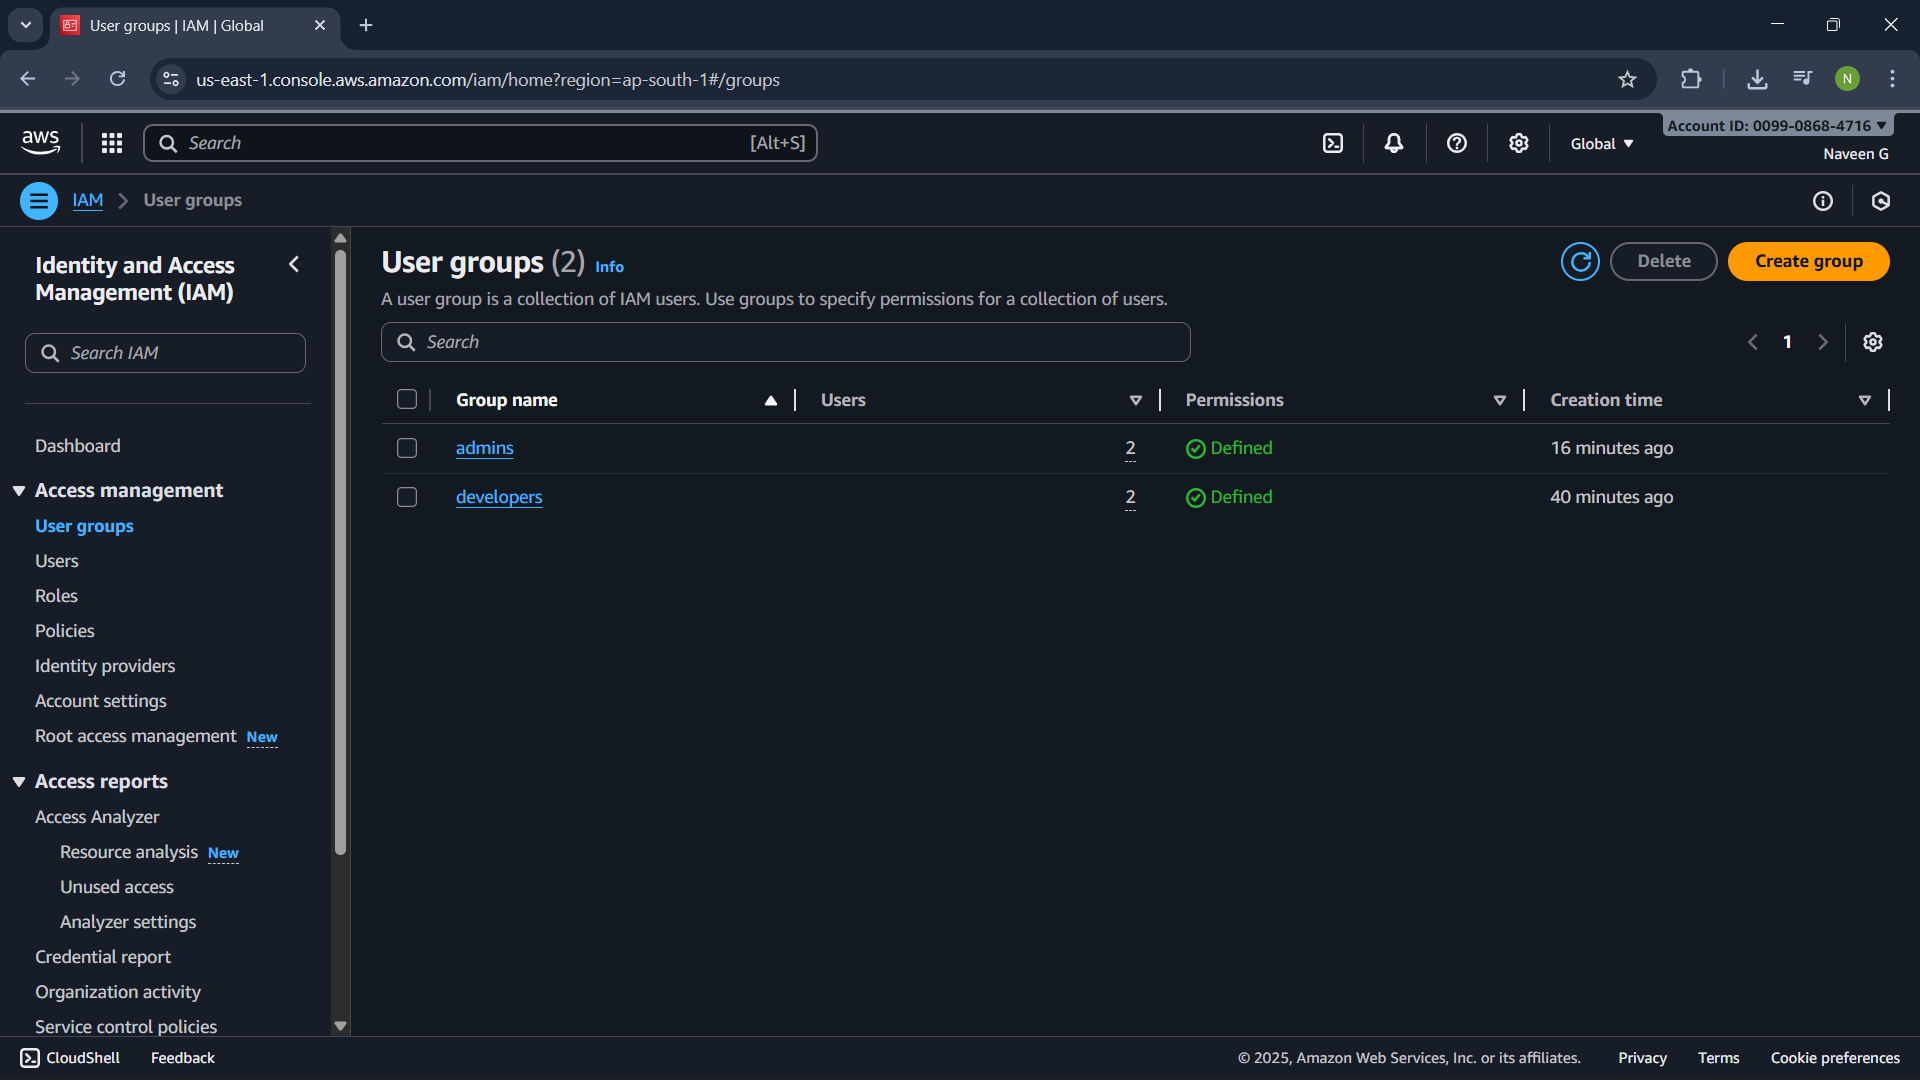 User groups | IAM | Global
us-east-1.console.aws.amazon.com/iam/home?region=ap-south-1#/groups
N
aws
Search
[Alt+S]
Global
Account ID: 0099-0868-4716
Naveen G
IAM > User groups
Identity and Access Management (IAM)
Search IAM
Dashboard
Access management
User groups
Users
Roles
Policies
Identity providers
Account settings
Root access management New
Access reports
Access Analyzer
Resource analysis New
Unused access
Analyzer settings
Credential report
Organization activity
Service control policies
User groups (2) Info
Delete
Create group
A user group is a collection of IAM users. Use groups to specify permissions for a collection of users.
Search
1
Group name Users Permissions Creation time
admins 2 Defined 16 minutes ago
developers 2 Defined 40 minutes ago
CloudShell Feedback
© 2025, Amazon Web Services, Inc. or its affiliates. Privacy Terms Cookie preferences